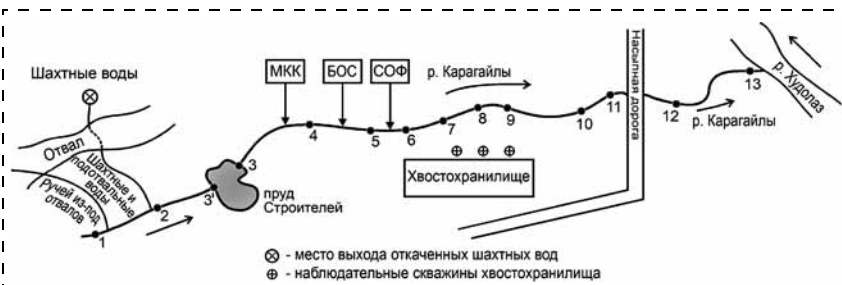 Шахтные воды
Отвал
Шахтные и
подотвальные
воды
Ручей из-под
отвалов
1
2
3'
3
пруд
Строителей
МКК
БОС
СОФ
р. Карагайлы
4
5
6
7
8
9
10
11
Хвостохранилище
Насыпная дорога
12
р. Карагайлы
13
р. Худолаз
- место выхода откаченных шахтных вод
- наблюдательные скважины хвостохранилища